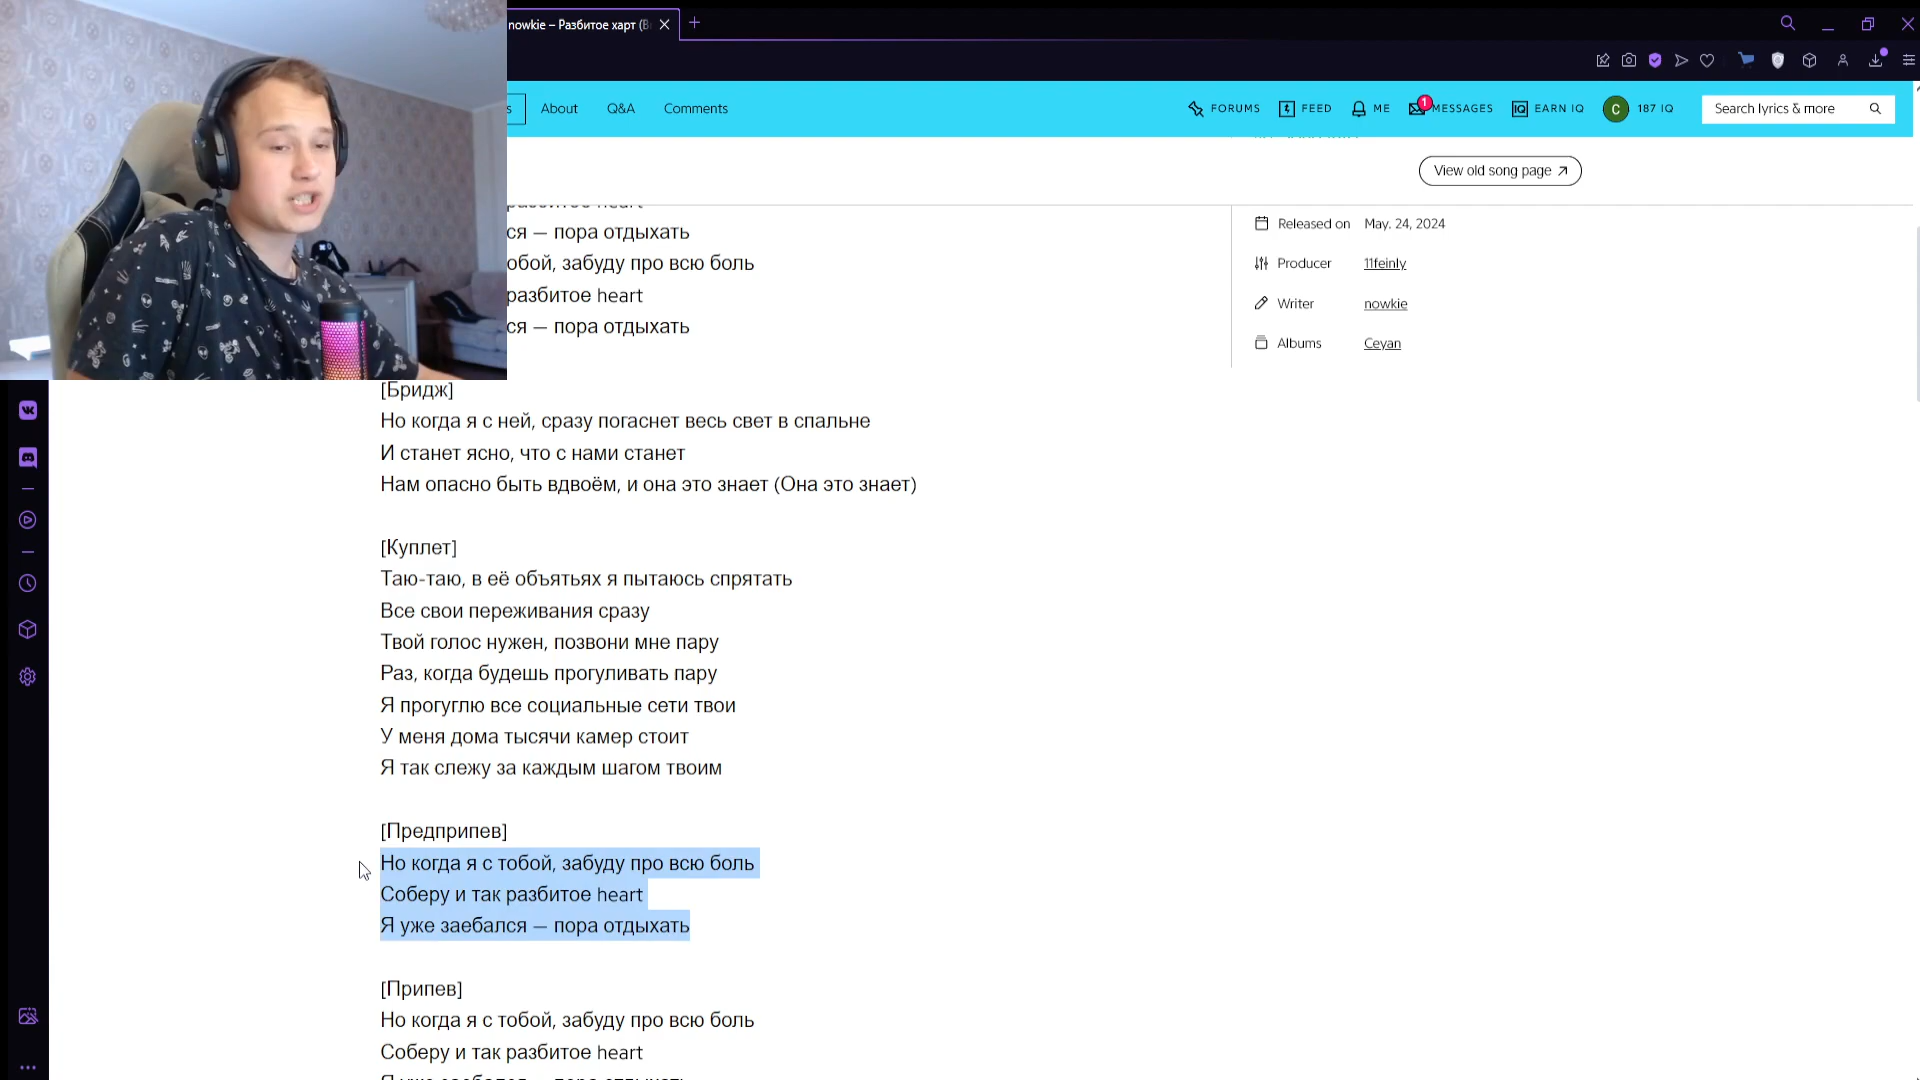 nowkie – Разбитое харт (В
About
Q&A
Comments
FORUMS
FEED
ME
1
MESSAGES
EARN IQ
C
187 IQ
Search lyrics & more
View old song page
ся — пора отдыхать
обой, забуду про всю боль
разбитое heart
ся — пора отдыхать
Released on May. 24, 2024
Producer 11feinly
Writer nowkie
Albums Ceyan
[Бридж]
Но когда я с ней, сразу погаснет весь свет в спальне
И станет ясно, что с нами станет
Нам опасно быть вдвоём, и она это знает (Она это знает)
[Куплет]
Таю-таю, в её объятьях я пытаюсь спрятать
Все свои переживания сразу
Твой голос нужен, позвони мне пару
Раз, когда будешь прогуливать пару
Я прогуглю все социальные сети твои
У меня дома тысячи камер стоит
Я так слежу за каждым шагом твоим
[Предприпев]
Но когда я с тобой, забуду про всю боль
Соберу и так разбитое heart
Я уже заебался — пора отдыхать
[Припев]
Но когда я с тобой, забуду про всю боль
Соберу и так разбитое heart